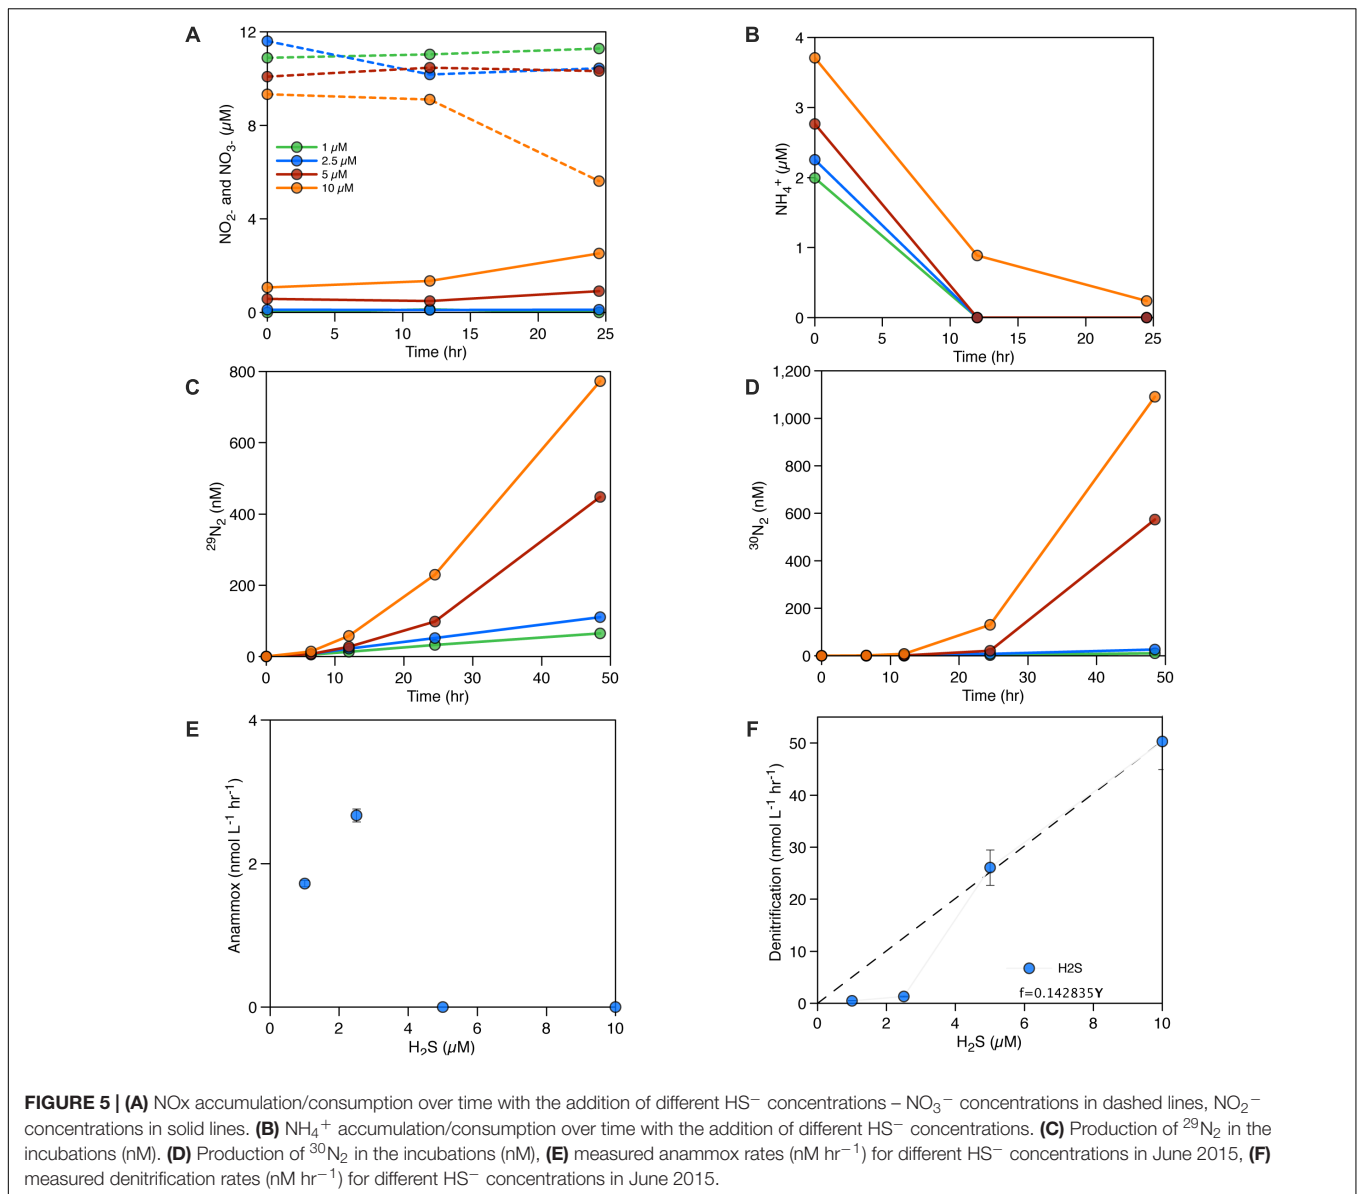 A
NO2- and NO3- (µM)
12
8
4
0
1 µM
2.5 µM
5 µM
10 µM
0 5 10 15 20 25
Time (hr)
B
NH4+ (µM)
4
3
2
1
0
0 5 10 15 20 25
Time (hr)
C
29N2 (nM)
800
600
400
200
0
0 10 20 30 40 50
Time (hr)
D
30N2 (nM)
1,200
1,000
800
600
400
200
0
0 10 20 30 40 50
Time (hr)
E
Anammox (nmol L-1 hr-1)
4
2
0
0 2 4 6 8 10
H2S (µM)
F
Denitrification (nmol L-1 hr-1)
50
40
30
20
10
0
H2S
f=0.142835Y
0 2 4 6 8 10
H2S (µM)
FIGURE 5 | (A) NOx accumulation/consumption over time with the addition of different HS− concentrations – NO3− concentrations in dashed lines, NO2−
concentrations in solid lines. (B) NH4+ accumulation/consumption over time with the addition of different HS− concentrations. (C) Production of 29N2 in the
incubations (nM). (D) Production of 30N2 in the incubations (nM), (E) measured anammox rates (nM hr−1) for different HS− concentrations in June 2015, (F)
measured denitrification rates (nM hr−1) for different HS− concentrations in June 2015.